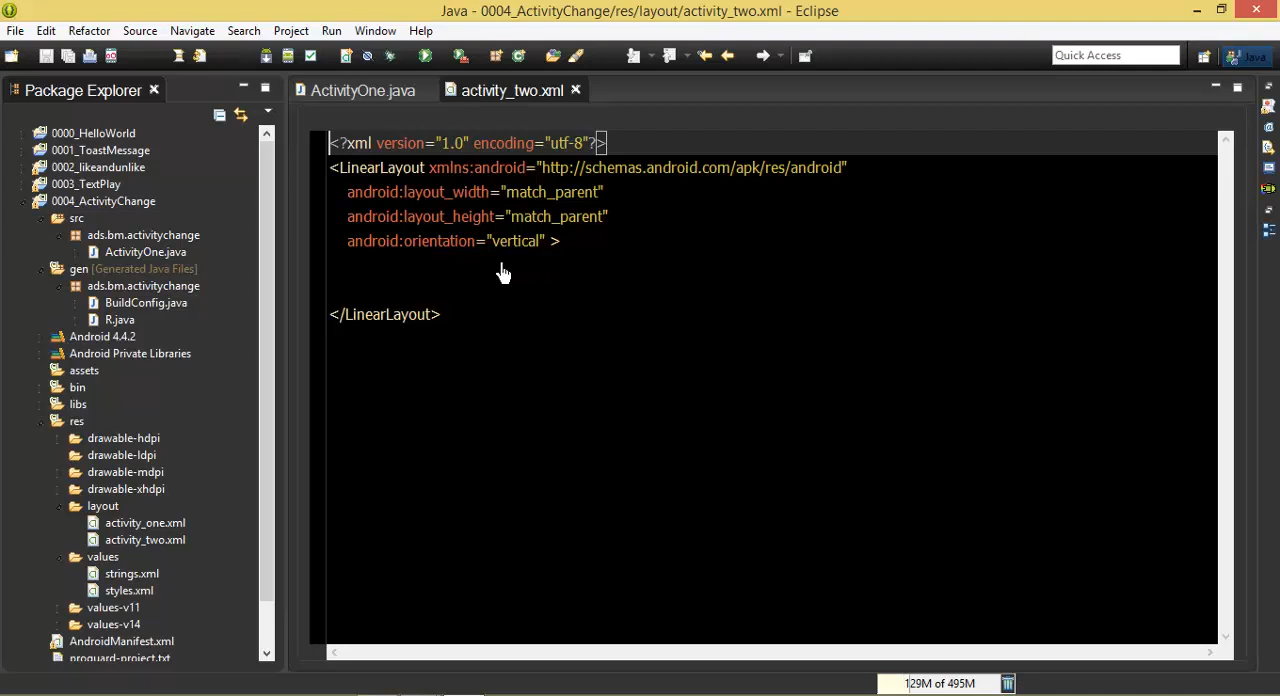 Java - 0004_ActivityChange/res/layout/activity_two.xml - Eclipse
File Edit Refactor Source Navigate Search Project Run Window Help
Quick Access
Java
Package Explorer
ActivityOne.java
activity_two.xml
0000_HelloWorld
0001_ToastMessage
0002_likeandunlike
0003_TextPlay
0004_ActivityChange
src
ads.bm.activitychange
ActivityOne.java
gen [Generated Java Files]
ads.bm.activitychange
BuildConfig.java
R.java
Android 4.4.2
Android Private Libraries
assets
bin
libs
res
drawable-hdpi
drawable-ldpi
drawable-mdpi
drawable-xhdpi
layout
activity_one.xml
activity_two.xml
values
strings.xml
styles.xml
values-v11
values-v14
AndroidManifest.xml
proguard-project.txt
<?xml version="1.0" encoding="utf-8"?>
<LinearLayout xmlns:android="http://schemas.android.com/apk/res/android"
android:layout_width="match_parent"
android:layout_height="match_parent"
android:orientation="vertical" >
</LinearLayout>
129M of 495M